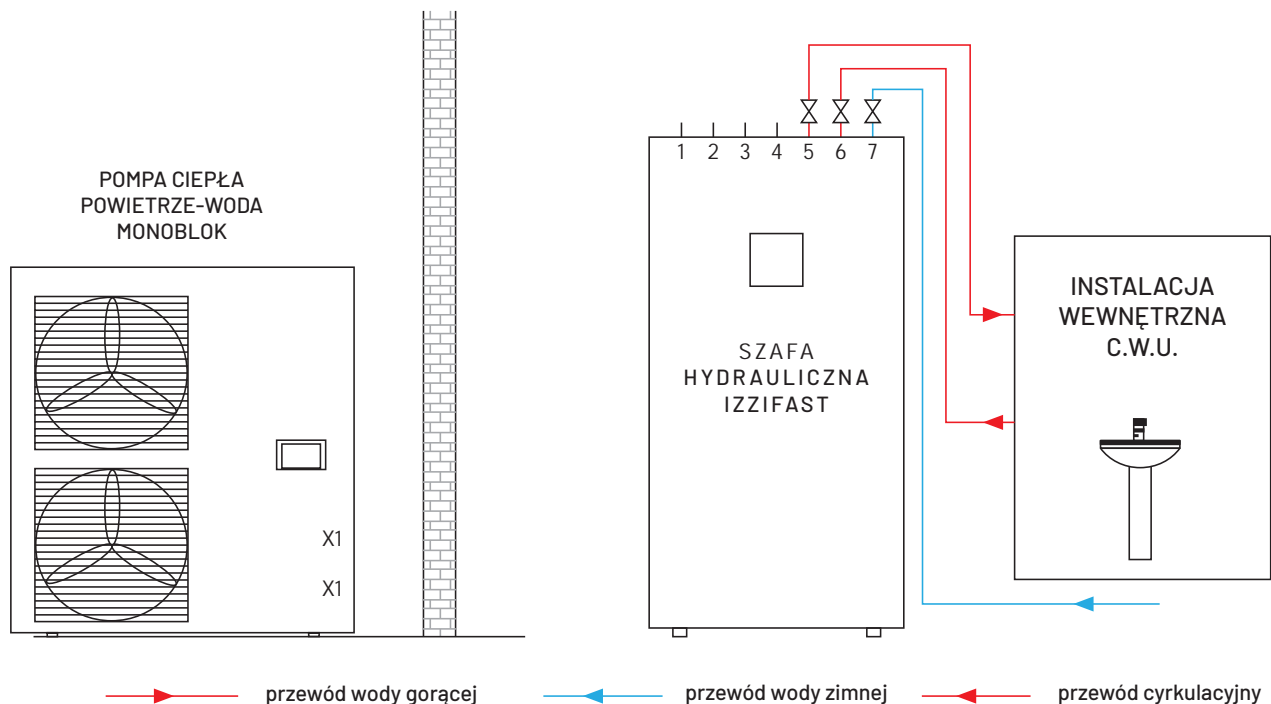 POMPA CIEPŁA
POWIETRZE-WODA
MONOBLOK
X1
X1
1 2 3 4 5 6 7
SZAFA
HYDRAULICZNA
IZZIFAST
INSTALACJA
WEWNĘTRZNA
C.W.U.
przewód wody gorącej przewód wody zimnej przewód cyrkulacyjny